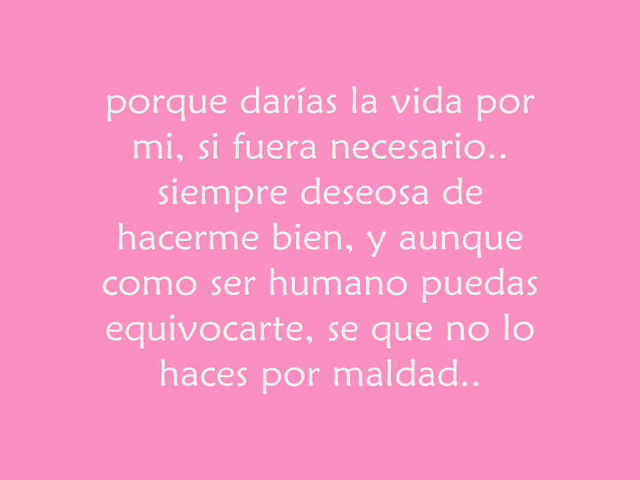 porque darías la vida por
mi, si fuera necesario..
siempre deseosa de
hacerme bien, y aunque
como ser humano puedas
equivocarte, se que no lo
haces por maldad..